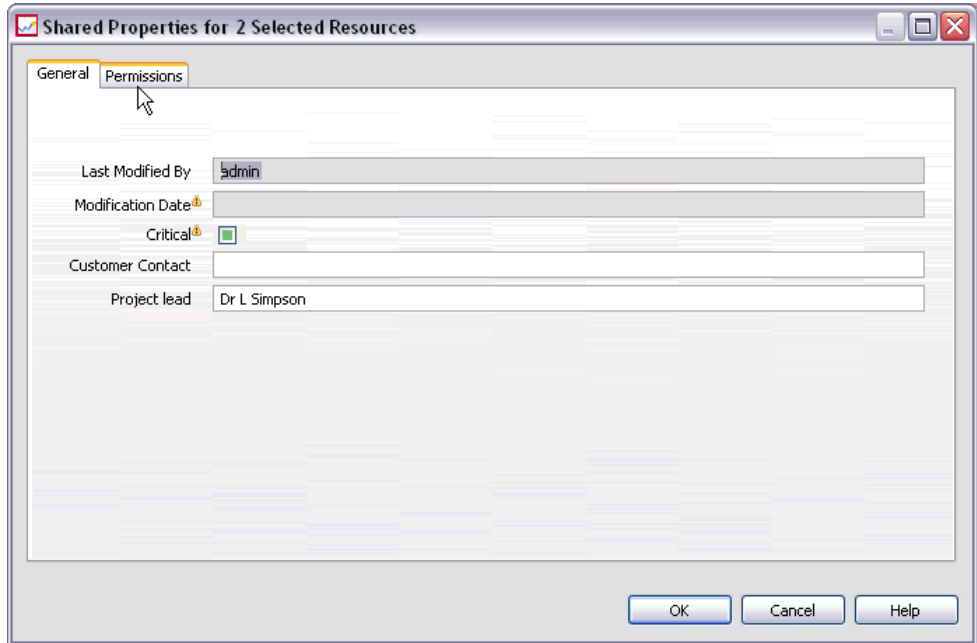 Shared Properties for 2 Selected Resources
General Permissions
Last Modified By admin
Modification Date
Critical
Customer Contact
Project lead Dr L Simpson
OK Cancel Help